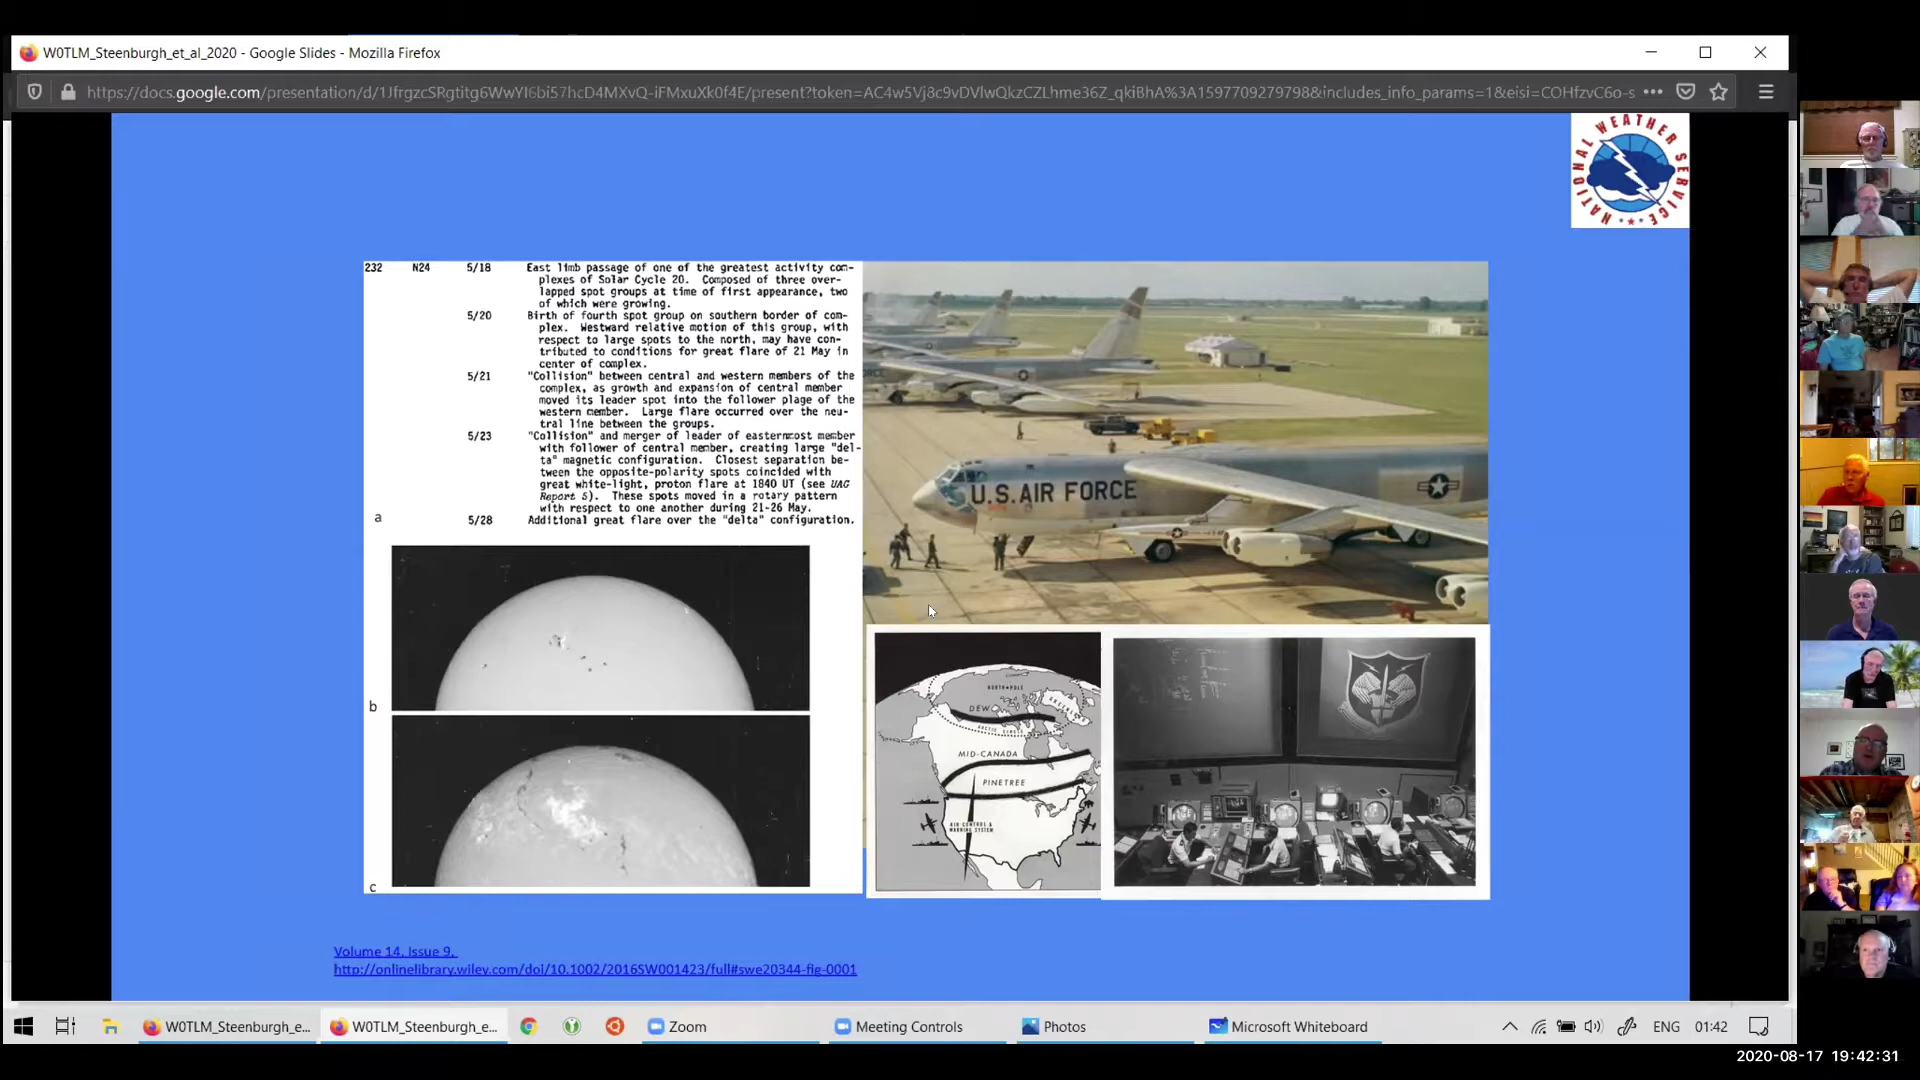 W0TLM_Steenburgh_et_al_2020 - Google Slides - Mozilla Firefox
https://docs.google.com/presentation/d/1JfrgzcSRgtitg6WwYI6bi57hcD4MXvQ-iFMxuXk0f4E/present?token=AC4w5Vj8c9vDVlwQkzCZLhme36Z_qkiBhA%3A1597709279798&includes_info_params=1&eisi=COHfzvC6o-s
NATIONAL WEATHER SERVICE
232 N24 5/18 East limb passage of one of the greatest activity com-
plexes of Solar Cycle 20. Composed of three over-
lapped spot groups at time of first appearance, two
of which were growing.
5/20 Birth of fourth spot group on southern border of com-
plex. Westward relative motion of this group, with
respect to large spots to the north, may have con-
tributed to conditions for great flare of 21 May in
center of complex.
5/21 "Collision" between central and western members of the
complex, as growth and expansion of central member
moved its leader spot into the follower plage of the
western member. Large flare occurred over the neu-
tral line between the groups.
5/23 "Collision" and merger of leader of easternmost member
with follower of central member, creating large "del-
ta" magnetic configuration. Closest separation be-
tween the opposite-polarity spots coincided with
great white-light, proton flare at 1840 UT (see UAG
Report 5). These spots moved in a rotary pattern
with respect to one another during 21-26 May.
a 5/28 Additional great flare over the "delta" configuration.
b
c
U.S. AIR FORCE
NORTH POLE
GREENLAND
DEW
ARCTIC CIRCLE
MID-CANADA
PINETREE
AIR CONTROL &
WARNING SYSTEM
Volume 14, Issue 9,
http://onlinelibrary.wiley.com/doi/10.1002/2016SW001423/full#swe20344-fig-0001
W0TLM_Steenburgh_e...
W0TLM_Steenburgh_e...
Zoom
Meeting Controls
Photos
Microsoft Whiteboard
ENG
01:42
2020-08-17 19:42:31